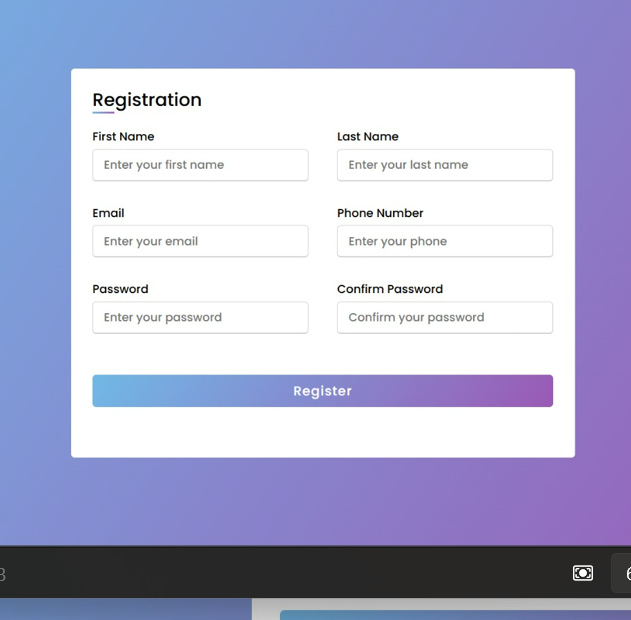 Registration
First Name Last Name
Enter your first name Enter your last name
Email Phone Number
Enter your email Enter your phone
Password Confirm Password
Enter your password Confirm your password
Register